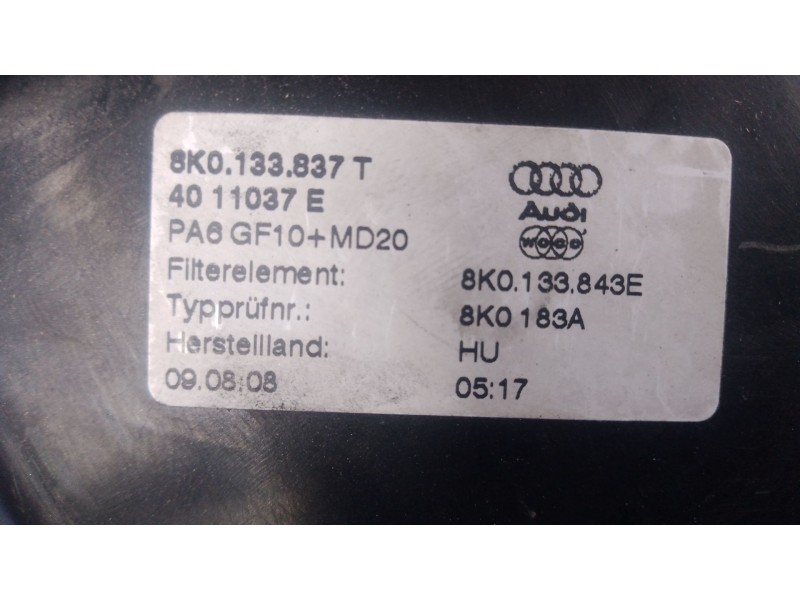 8K0.133.837 T
40 11037 E
Audi
PA6 GF10+MD20
WOCO
Filterelement: 8K0.133.843E
Typprüfnr.: 8K0 183A
Herstellland: HU
09.08.08 05:17